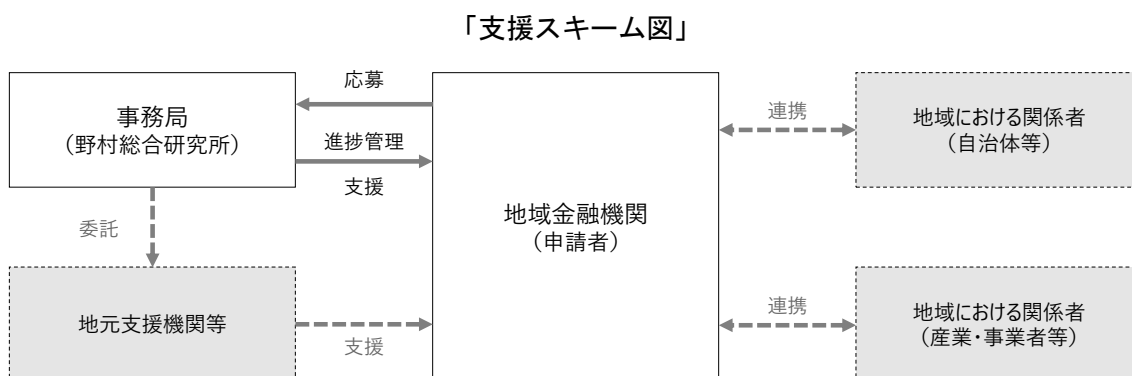 「支援スキーム図」
事務局
（野村総合研究所）
応募
進捗管理
支援
委託
地元支援機関等
支援
地域金融機関
（申請者）
連携
地域における関係者
（自治体等）
連携
地域における関係者
（産業・事業者等）